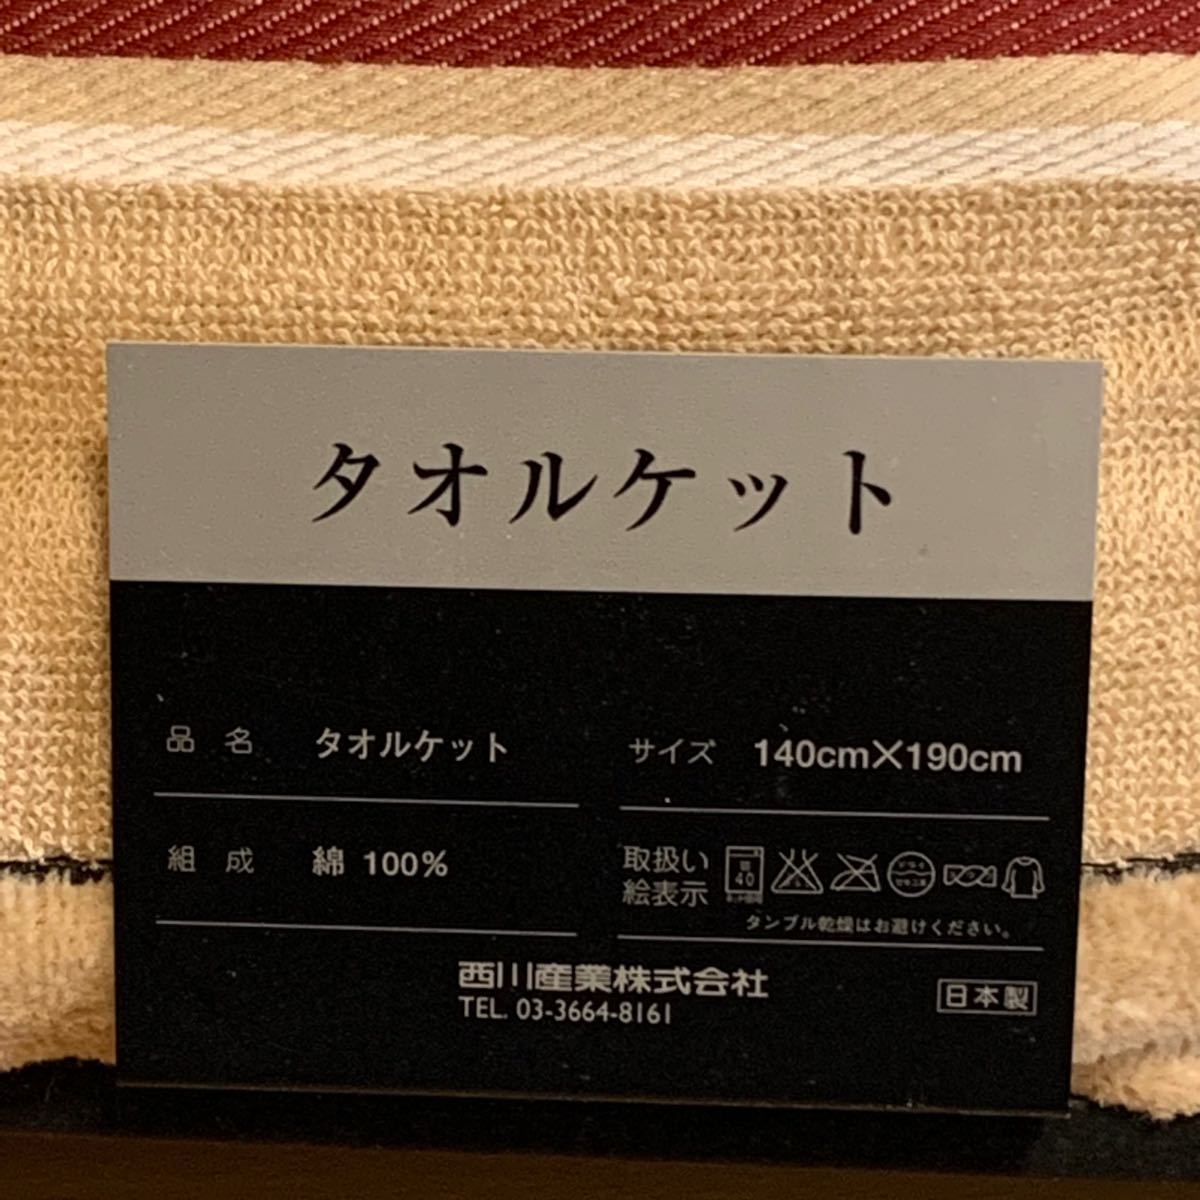 タオルケット
品名 タオルケット
サイズ 140cm×190cm
組成 綿 100%
取扱い
絵表示
40
タンブル乾燥はお避けください。
西川産業株式会社
TEL. 03-3664-8161
日本製